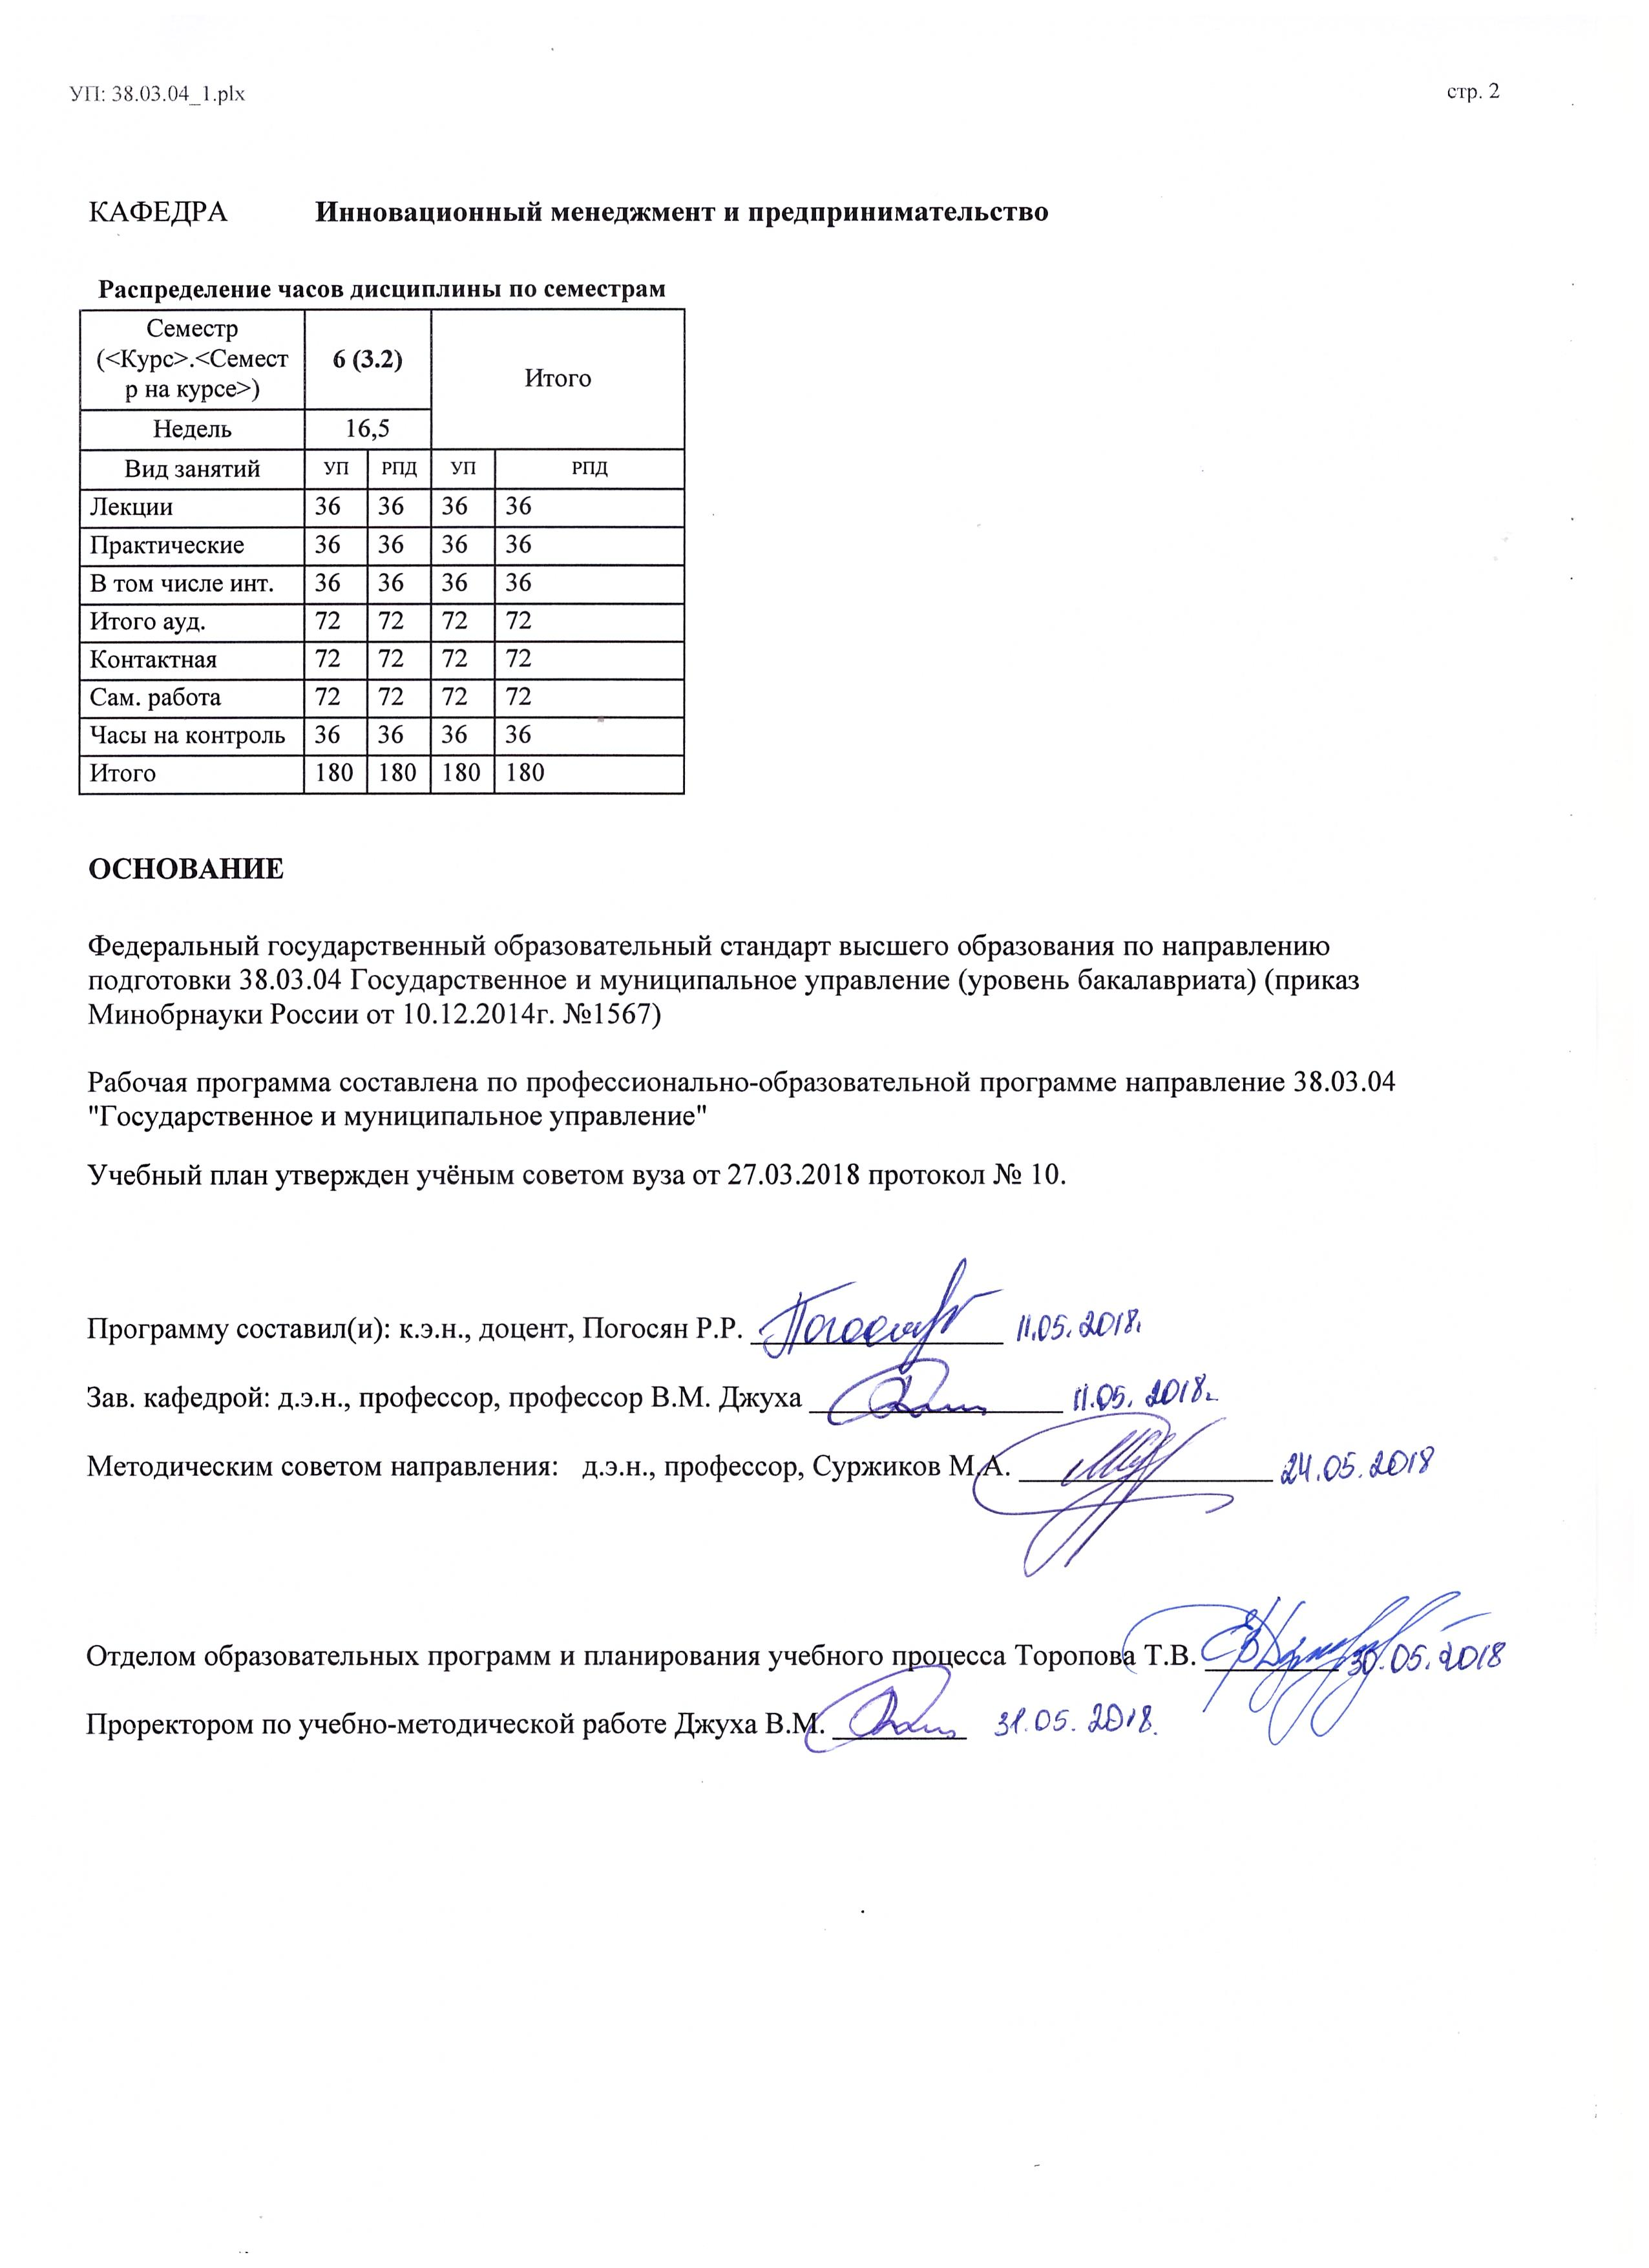 УП: 38.03.04_1.plx стр. 2
КАФЕДРА Инновационный менеджмент и предпринимательство
Распределение часов дисциплины по семестрам
Семестр
(<Курс>.<Семест
р на курсе>) 6 (3.2) Итого
Недель 16,5
Вид занятий УП РПД УП РПД
Лекции 36 36 36 36
Практические 36 36 36 36
В том числе инт. 36 36 36 36
Итого ауд. 72 72 72 72
Контактная 72 72 72 72
Сам. работа 72 72 72 72
Часы на контроль 36 36 36 36
Итого 180 180 180 180
ОСНОВАНИЕ
Федеральный государственный образовательный стандарт высшего образования по направлению
подготовки 38.03.04 Государственное и муниципальное управление (уровень бакалавриата) (приказ
Минобрнауки России от 10.12.2014г. №1567)
Рабочая программа составлена по профессионально-образовательной программе направление 38.03.04
"Государственное и муниципальное управление"
Учебный план утвержден учёным советом вуза от 27.03.2018 протокол № 10.
Программу составил(и): к.э.н., доцент, Погосян Р.Р. 11.05.2018.
Зав. кафедрой: д.э.н., профессор, профессор В.М. Джуха 11.05.2018г.
Методическим советом направления: д.э.н., профессор, Суржиков М.А. 24.05.2018
Отделом образовательных программ и планирования учебного процесса Торопова Т.В. 30.05.2018
Проректором по учебно-методической работе Джуха В.М. 31.05.2018.